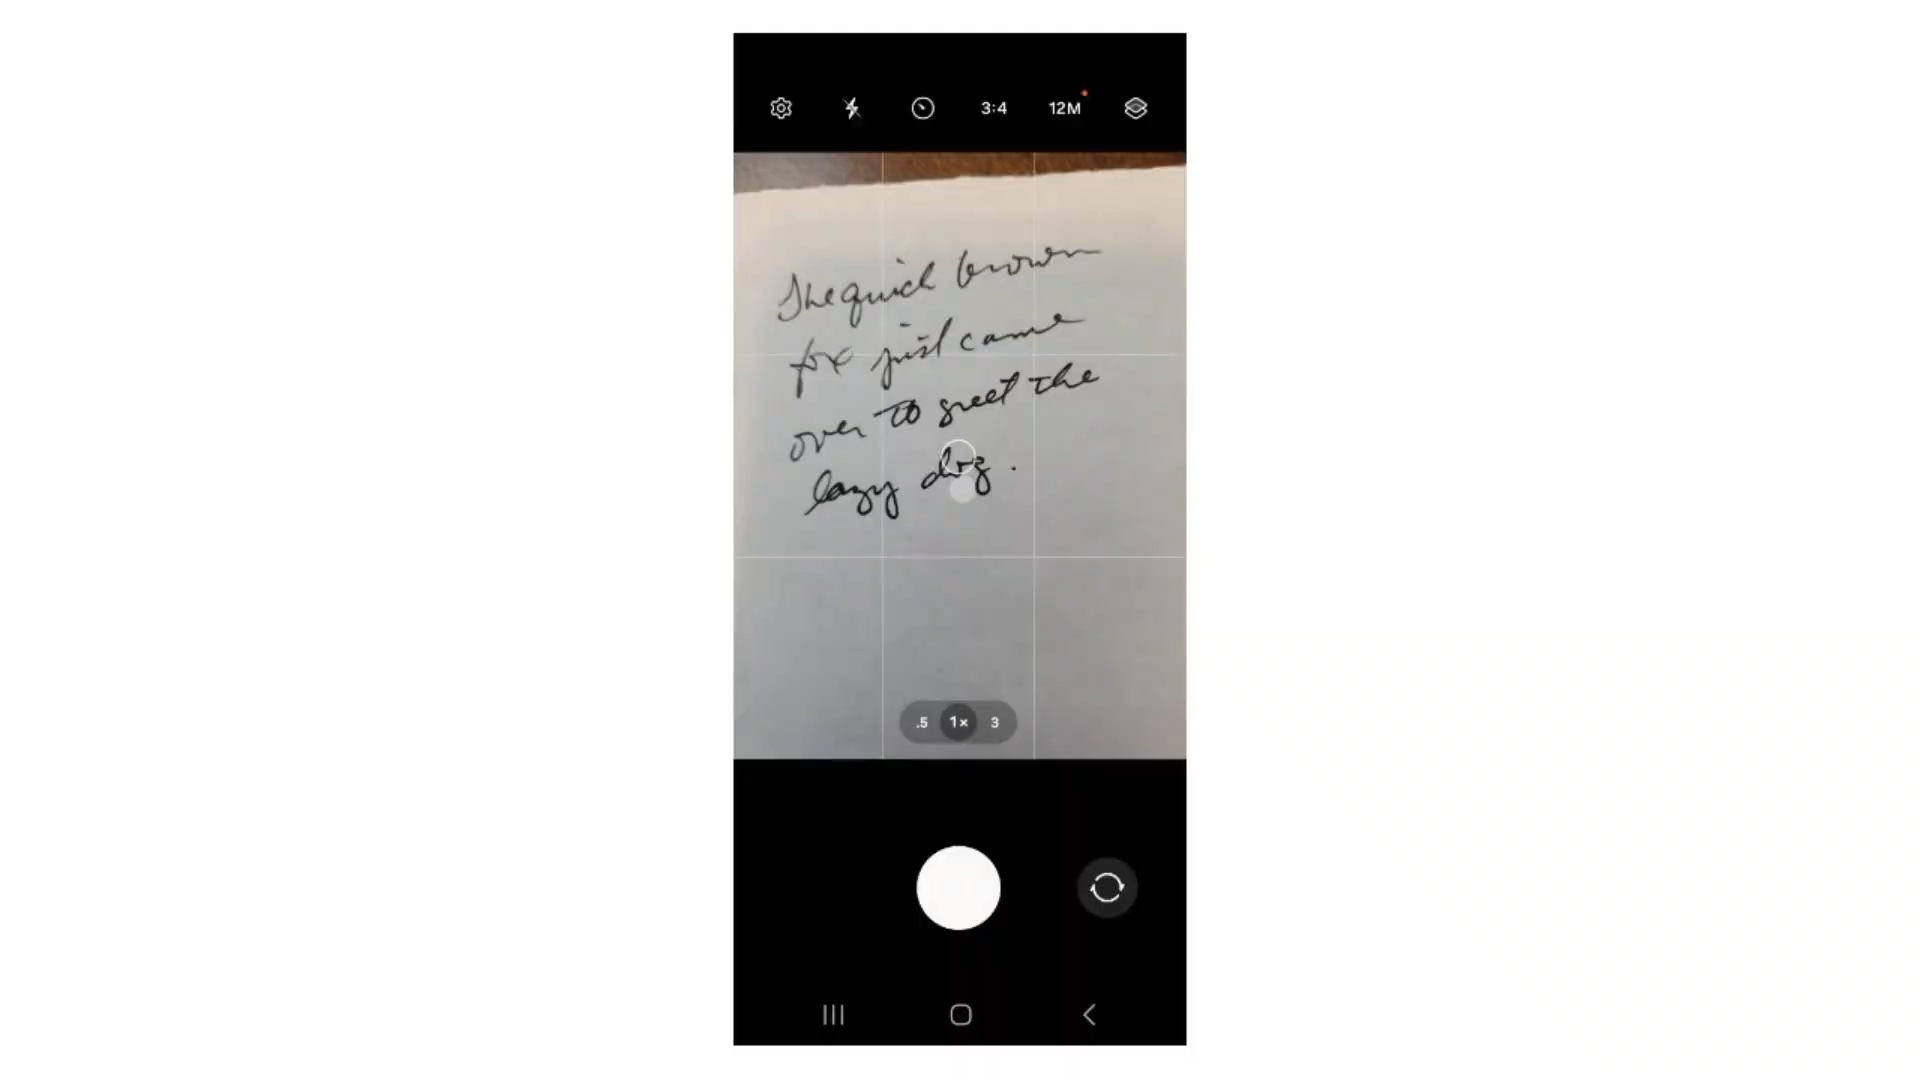 3:4 12M
The quick brown
fox just came
over to greet the
lazy dog.
.5 1× 3